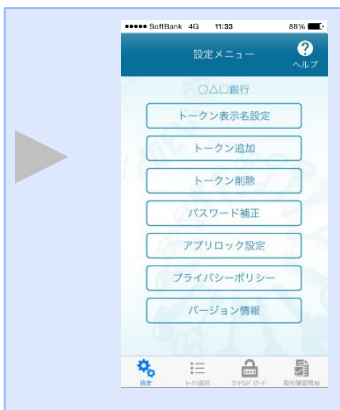 SoftBank 4G 11:33 88%
設定メニュー
ヘルプ
○△□銀行
トークン表示名設定
トークン追加
トークン削除
パスワード補正
アプリロック設定
プライバシーポリシー
バージョン情報
設定